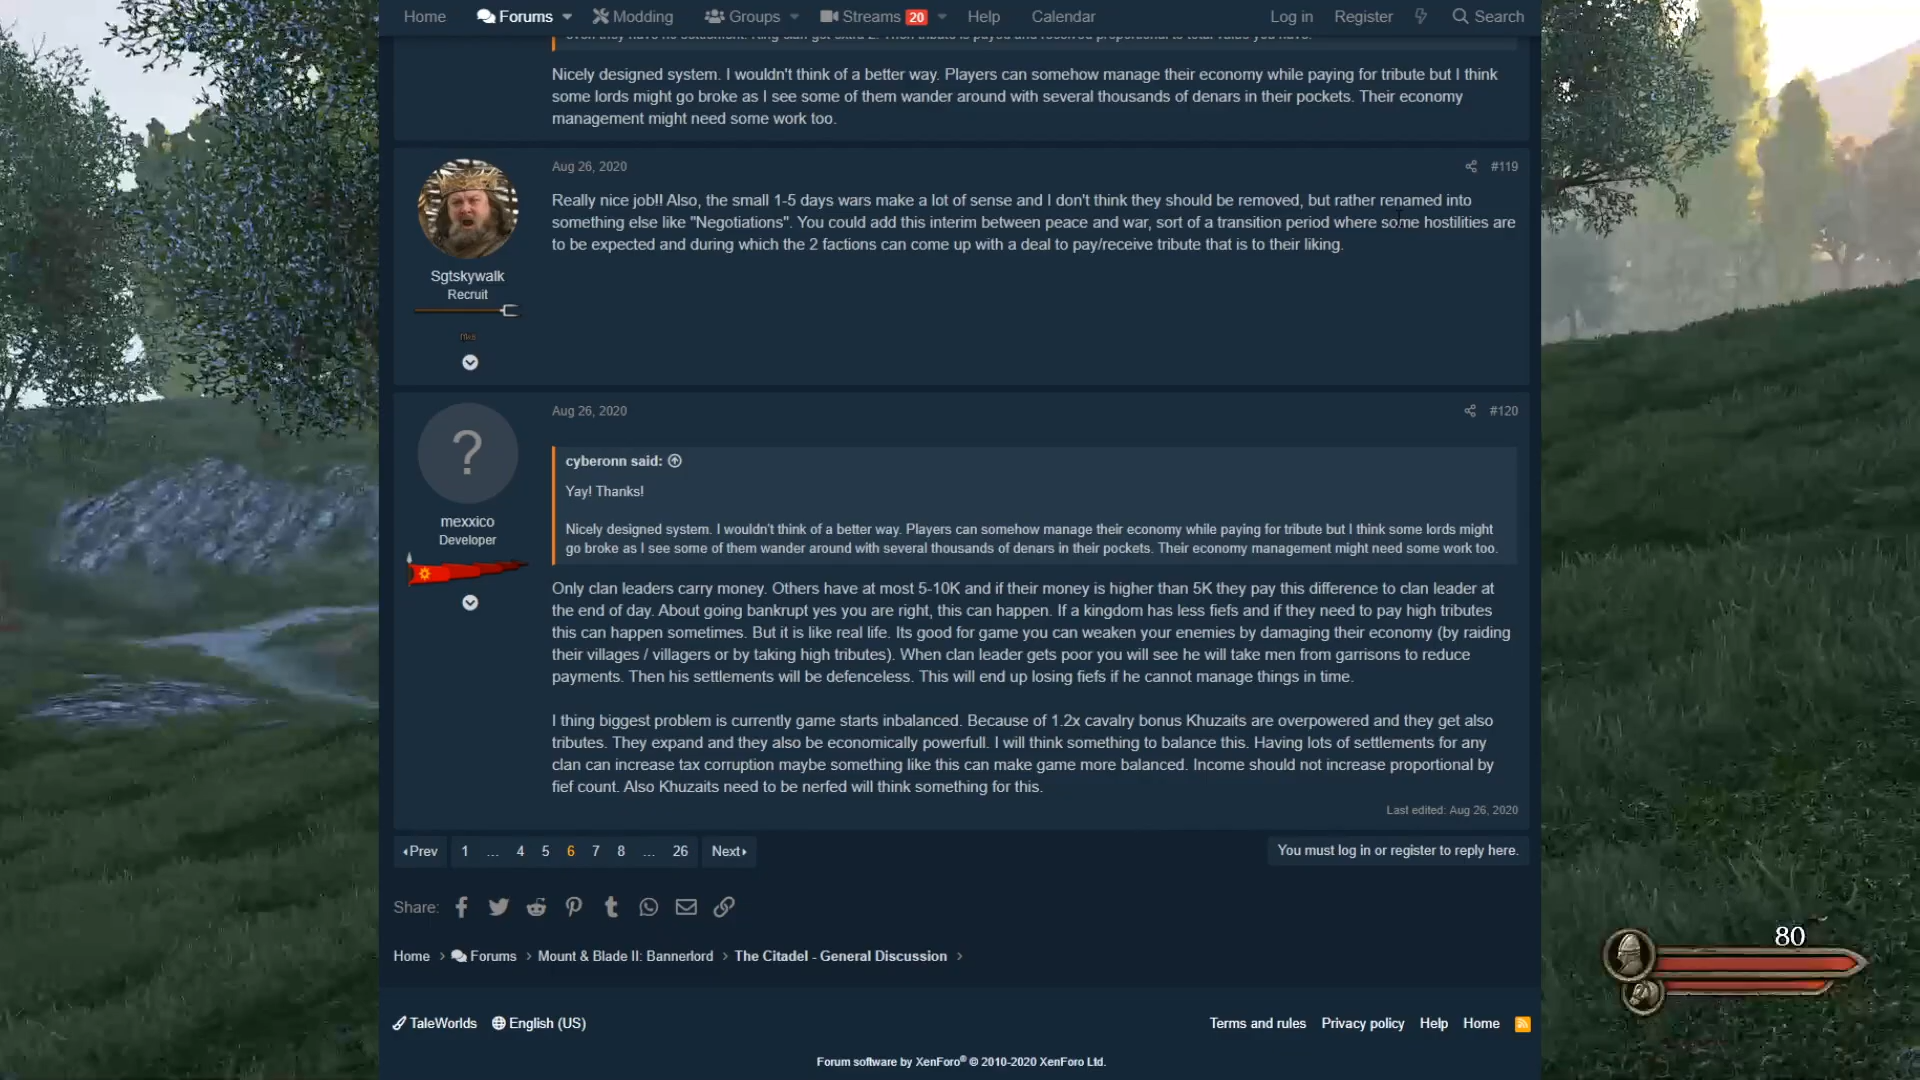 Home Forums Modding Groups Streams 20 Help Calendar Log in Register Search
Nicely designed system. I wouldn't think of a better way. Players can somehow manage their economy while paying for tribute but I think
some lords might go broke as I see some of them wander around with several thousands of denars in their pockets. Their economy
management might need some work too.
Aug 26, 2020 #119
Really nice job!! Also, the small 1-5 days wars make a lot of sense and I don't think they should be removed, but rather renamed into
something else like "Negotiations". You could add this interim between peace and war, sort of a transition period where some hostilities are
to be expected and during which the 2 factions can come up with a deal to pay/receive tribute that is to their liking.
Sgtskywalk
Recruit
Aug 26, 2020 #120
cyberonn said:
Yay! Thanks!
Nicely designed system. I wouldn't think of a better way. Players can somehow manage their economy while paying for tribute but I think some lords might
go broke as I see some of them wander around with several thousands of denars in their pockets. Their economy management might need some work too.
mexxico
Developer
Only clan leaders carry money. Others have at most 5-10K and if their money is higher than 5K they pay this difference to clan leader at
the end of day. About going bankrupt yes you are right, this can happen. If a kingdom has less fiefs and if they need to pay high tributes
this can happen sometimes. But it is like real life. Its good for game you can weaken your enemies by damaging their economy (by raiding
their villages / villagers or by taking high tributes). When clan leader gets poor you will see he will take men from garrisons to reduce
payments. Then his settlements will be defenceless. This will end up losing fiefs if he cannot manage things in time.
I thing biggest problem is currently game starts inbalanced. Because of 1.2x cavalry bonus Khuzaits are overpowered and they get also
tributes. They expand and they also be economically powerfull. I will think something to balance this. Having lots of settlements for any
clan can increase tax corruption maybe something like this can make game more balanced. Income should not increase proportional by
fief count. Also Khuzaits need to be nerfed will think something for this.
Last edited: Aug 26, 2020
Prev 1 ... 4 5 6 7 8 ... 26 Next
You must log in or register to reply here.
Share:
80
Home Forums Mount & Blade II: Bannerlord The Citadel - General Discussion
TaleWorlds English (US) Terms and rules Privacy policy Help Home
Forum software by XenForo® © 2010-2020 XenForo Ltd.